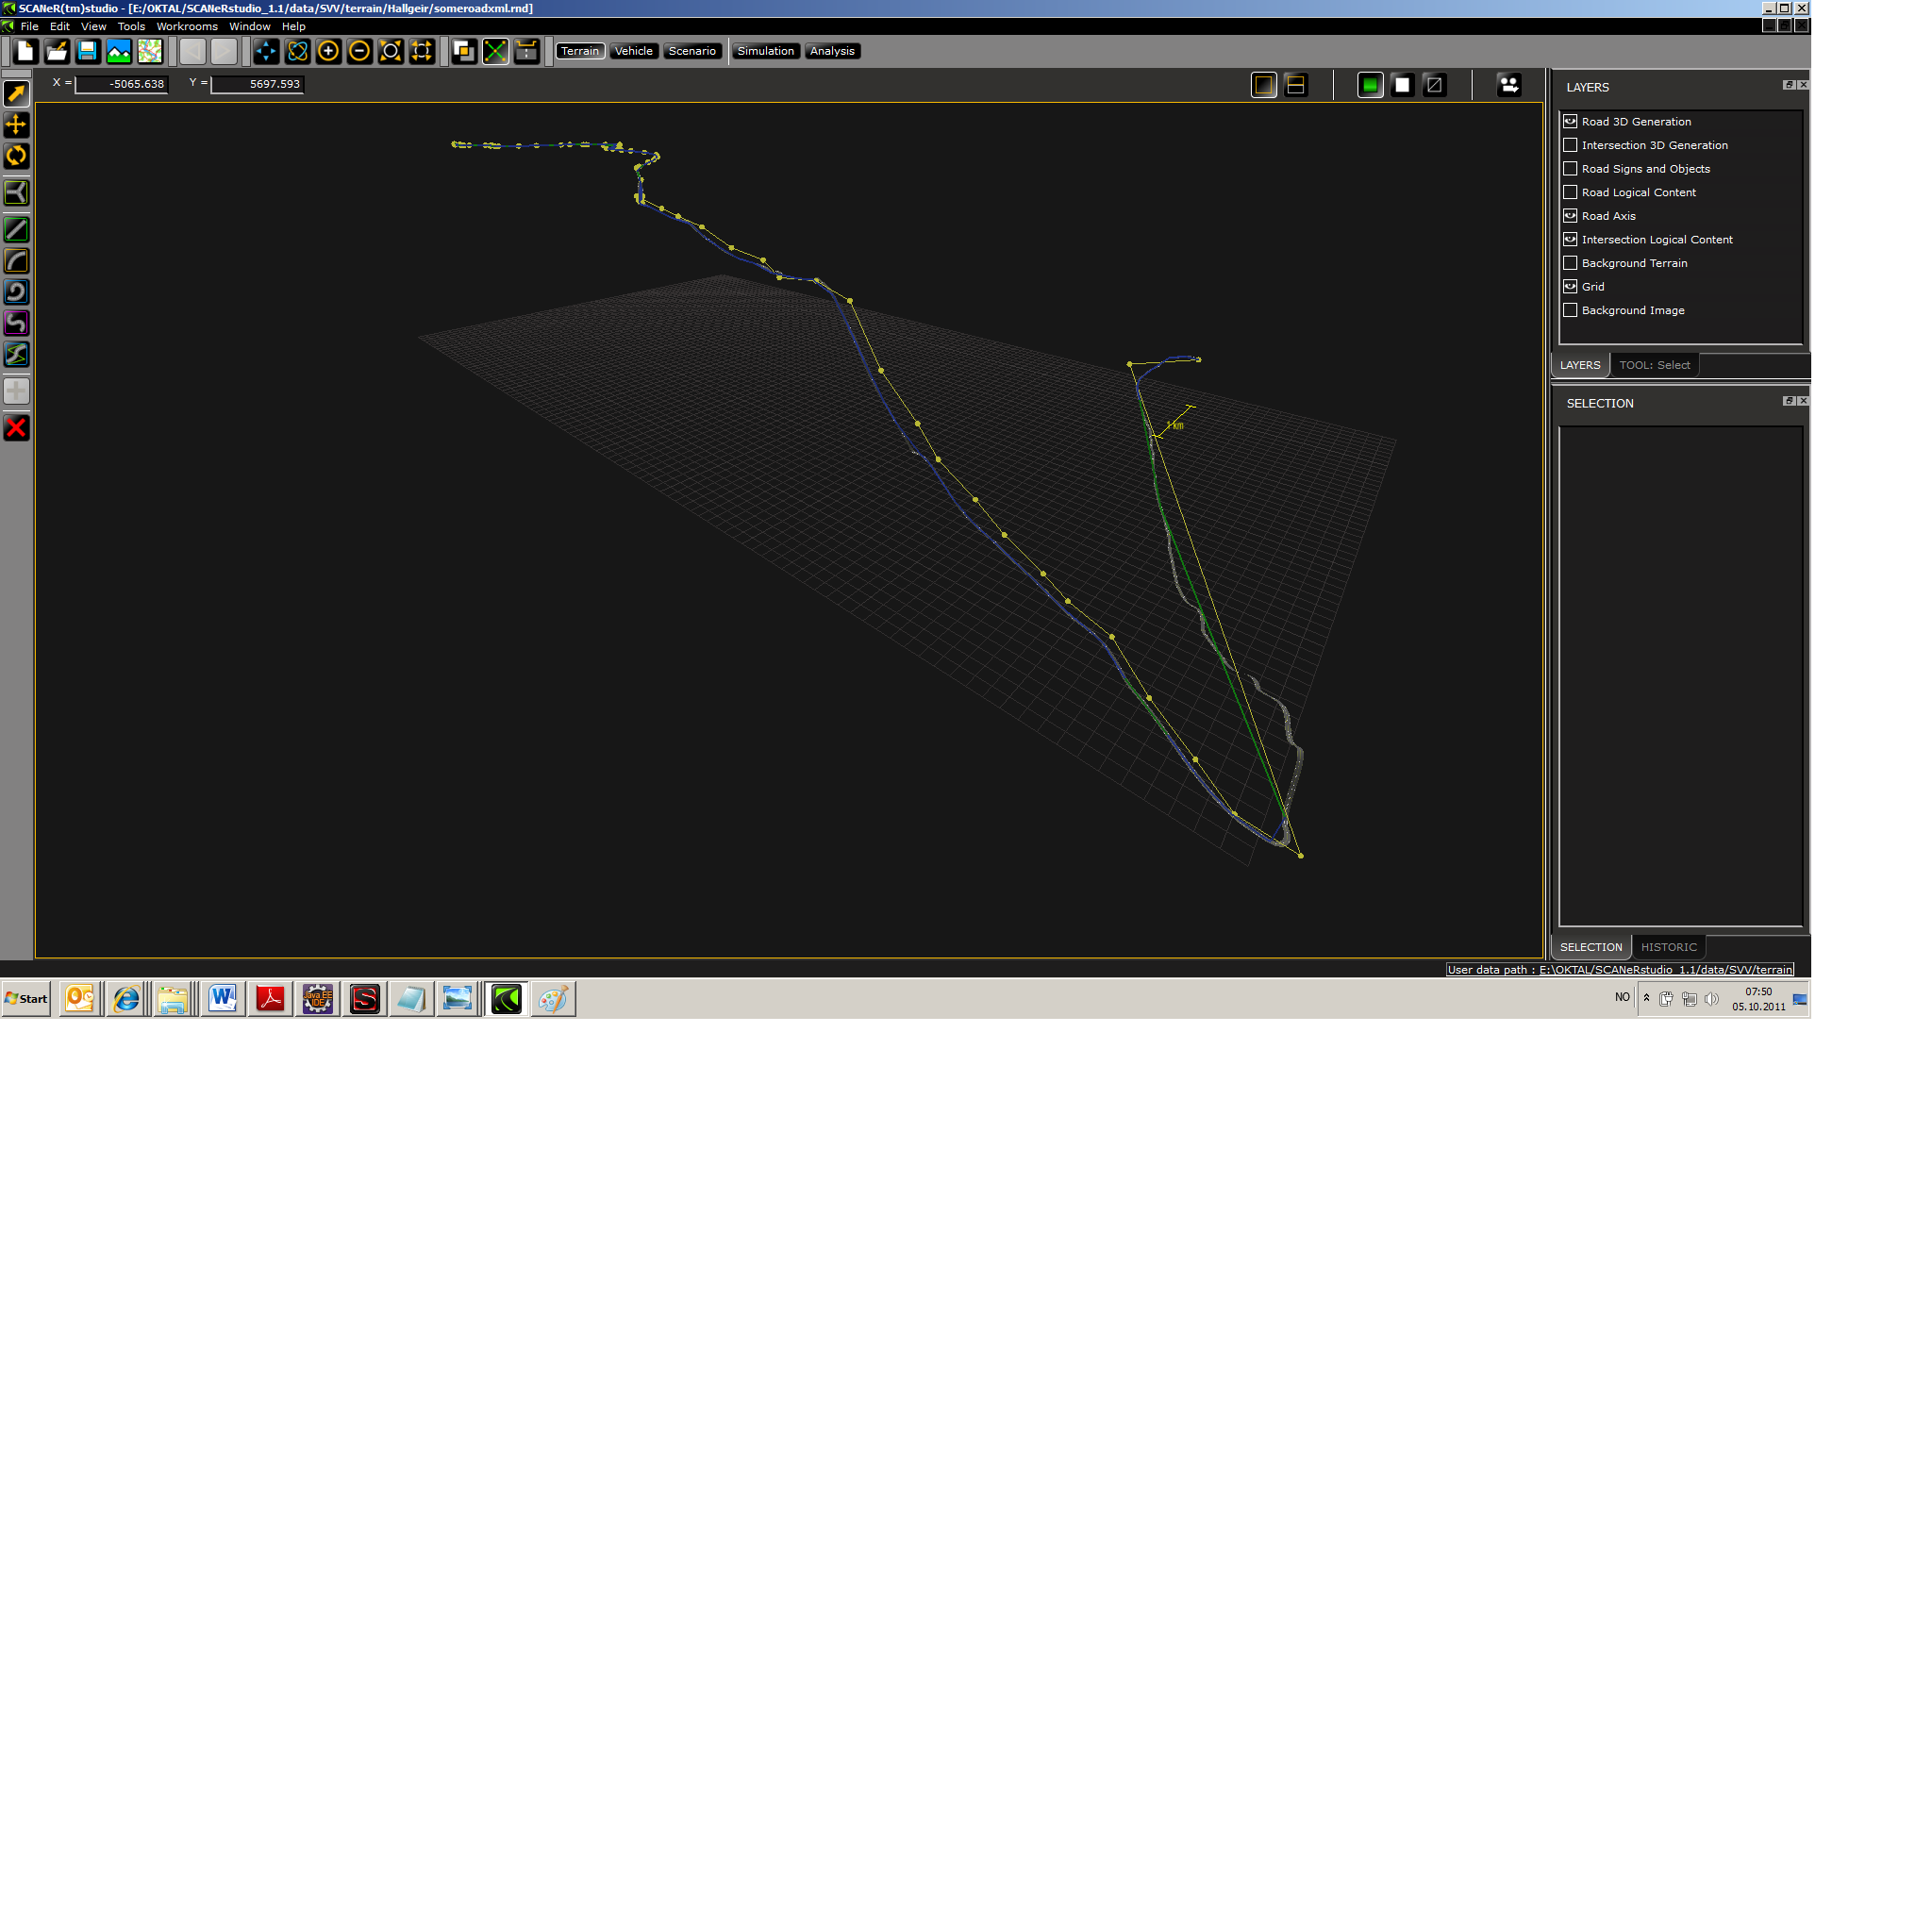 SCANeR(tm)studio - [E:/OKTAL/SCANeRstudio_1.1/data/SVV/terrain/Hallgeir/someroadxml.rnd]
File Edit View Tools Workrooms Window Help
Terrain Vehicle Scenario Simulation Analysis
X = -5065.638 Y = 5697.593
LAYERS
Road 3D Generation
Intersection 3D Generation
Road Signs and Objects
Road Logical Content
Road Axis
Intersection Logical Content
Background Terrain
Grid
Background Image
LAYERS TOOL: Select
SELECTION
1 km
SELECTION HISTORIC
User data path : E:\OKTAL/SCANeRstudio_1.1/data/SVV/terrain
Start
Java EE
IDE
NO
07:50
05.10.2011